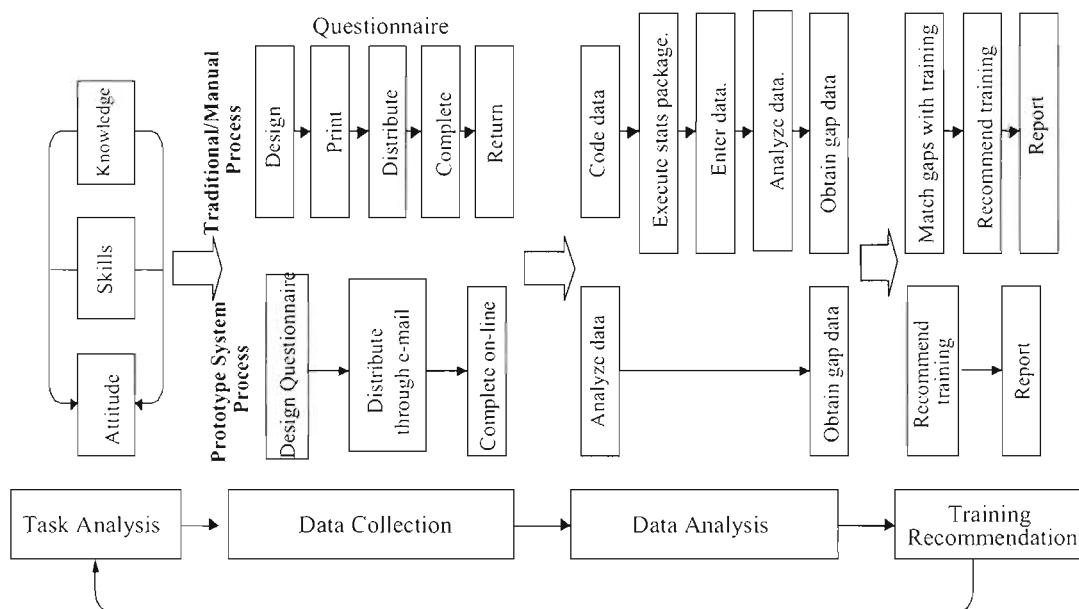 Questionnaire
Knowledge
Skills
Attitude
Traditional/Manual
Process
Design
Print
Distribute
Complete
Return
Code data
Execute stats package.
Enter data.
Analyze data.
Obtain gap data
Match gaps with training
Recommend training
Report
Prototype System
Process
Design Questionnaire
Distribute
through e-mail
Complete on-line
Analyze data
Obtain gap data
Recommend
training
Report
Task Analysis
Data Collection
Data Analysis
Training
Recommendation